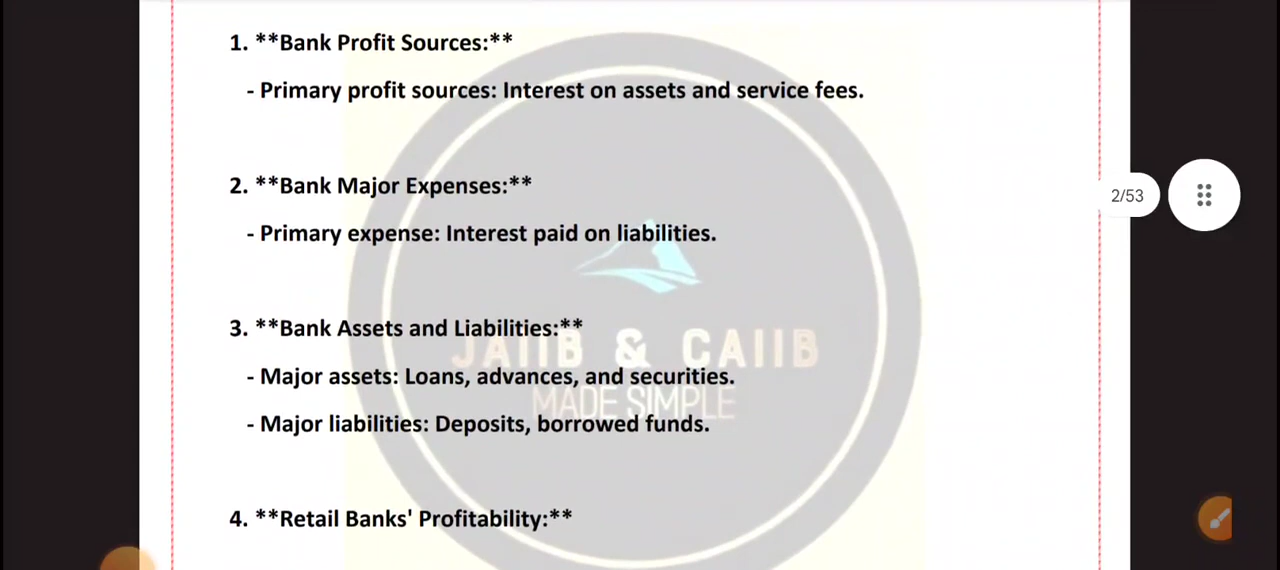 1. **Bank Profit Sources:**
- Primary profit sources: Interest on assets and service fees.
2. **Bank Major Expenses:**
2/53
- Primary expense: Interest paid on liabilities.
3. **Bank Assets and Liabilities:**
JAIIB & CAIIB
- Major assets: Loans, advances, and securities.
MADE SIMPLE
- Major liabilities: Deposits, borrowed funds.
4. **Retail Banks' Profitability:**